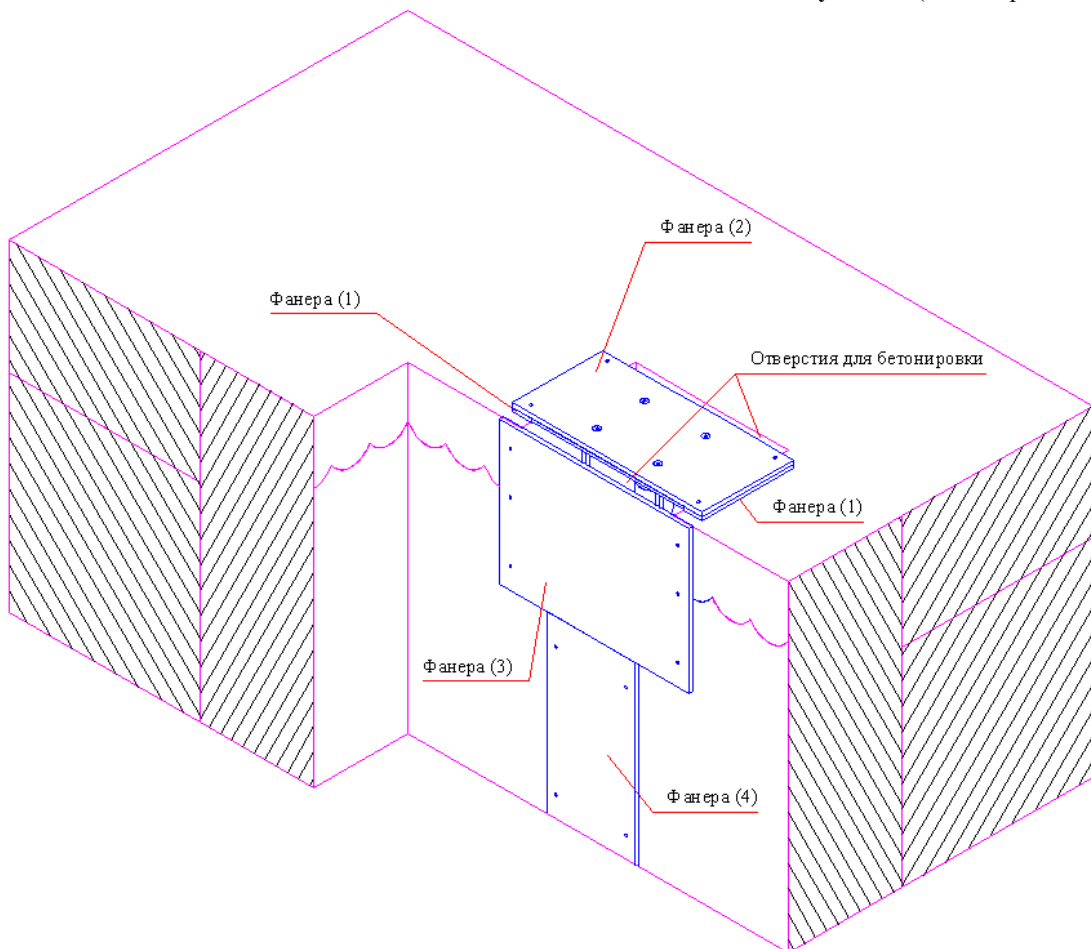 Фанера (2)
Фанера (1)
Отверстия для бетонировки
Фанера (1)
Фанера (3)
Фанера (4)